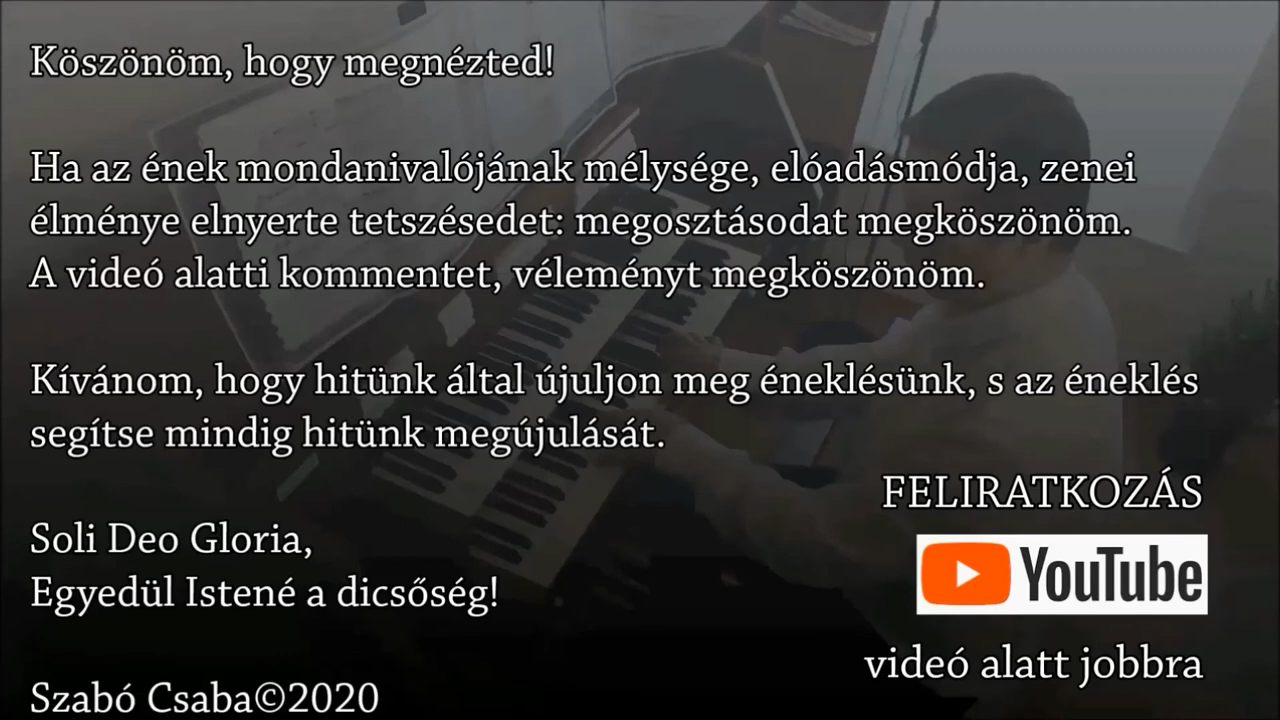 Köszönöm, hogy megnézted!
Ha az ének mondanivalójának mélysége, elóadásmódja, zenei
élménye elnyerte tetszésedet: megosztásodat megköszönöm.
A videó alatti kommentet, véleményt megköszönöm.
Kívánom, hogy hitünk által újuljon meg éneklésünk, s az éneklés
segítse mindig hitünk megújulását.
FELIRATKOZÁS
Soli Deo Gloria,
YouTube
Egyedül Istené a dicsőség!
videó alatt jobbra
Szabó Csaba©2020